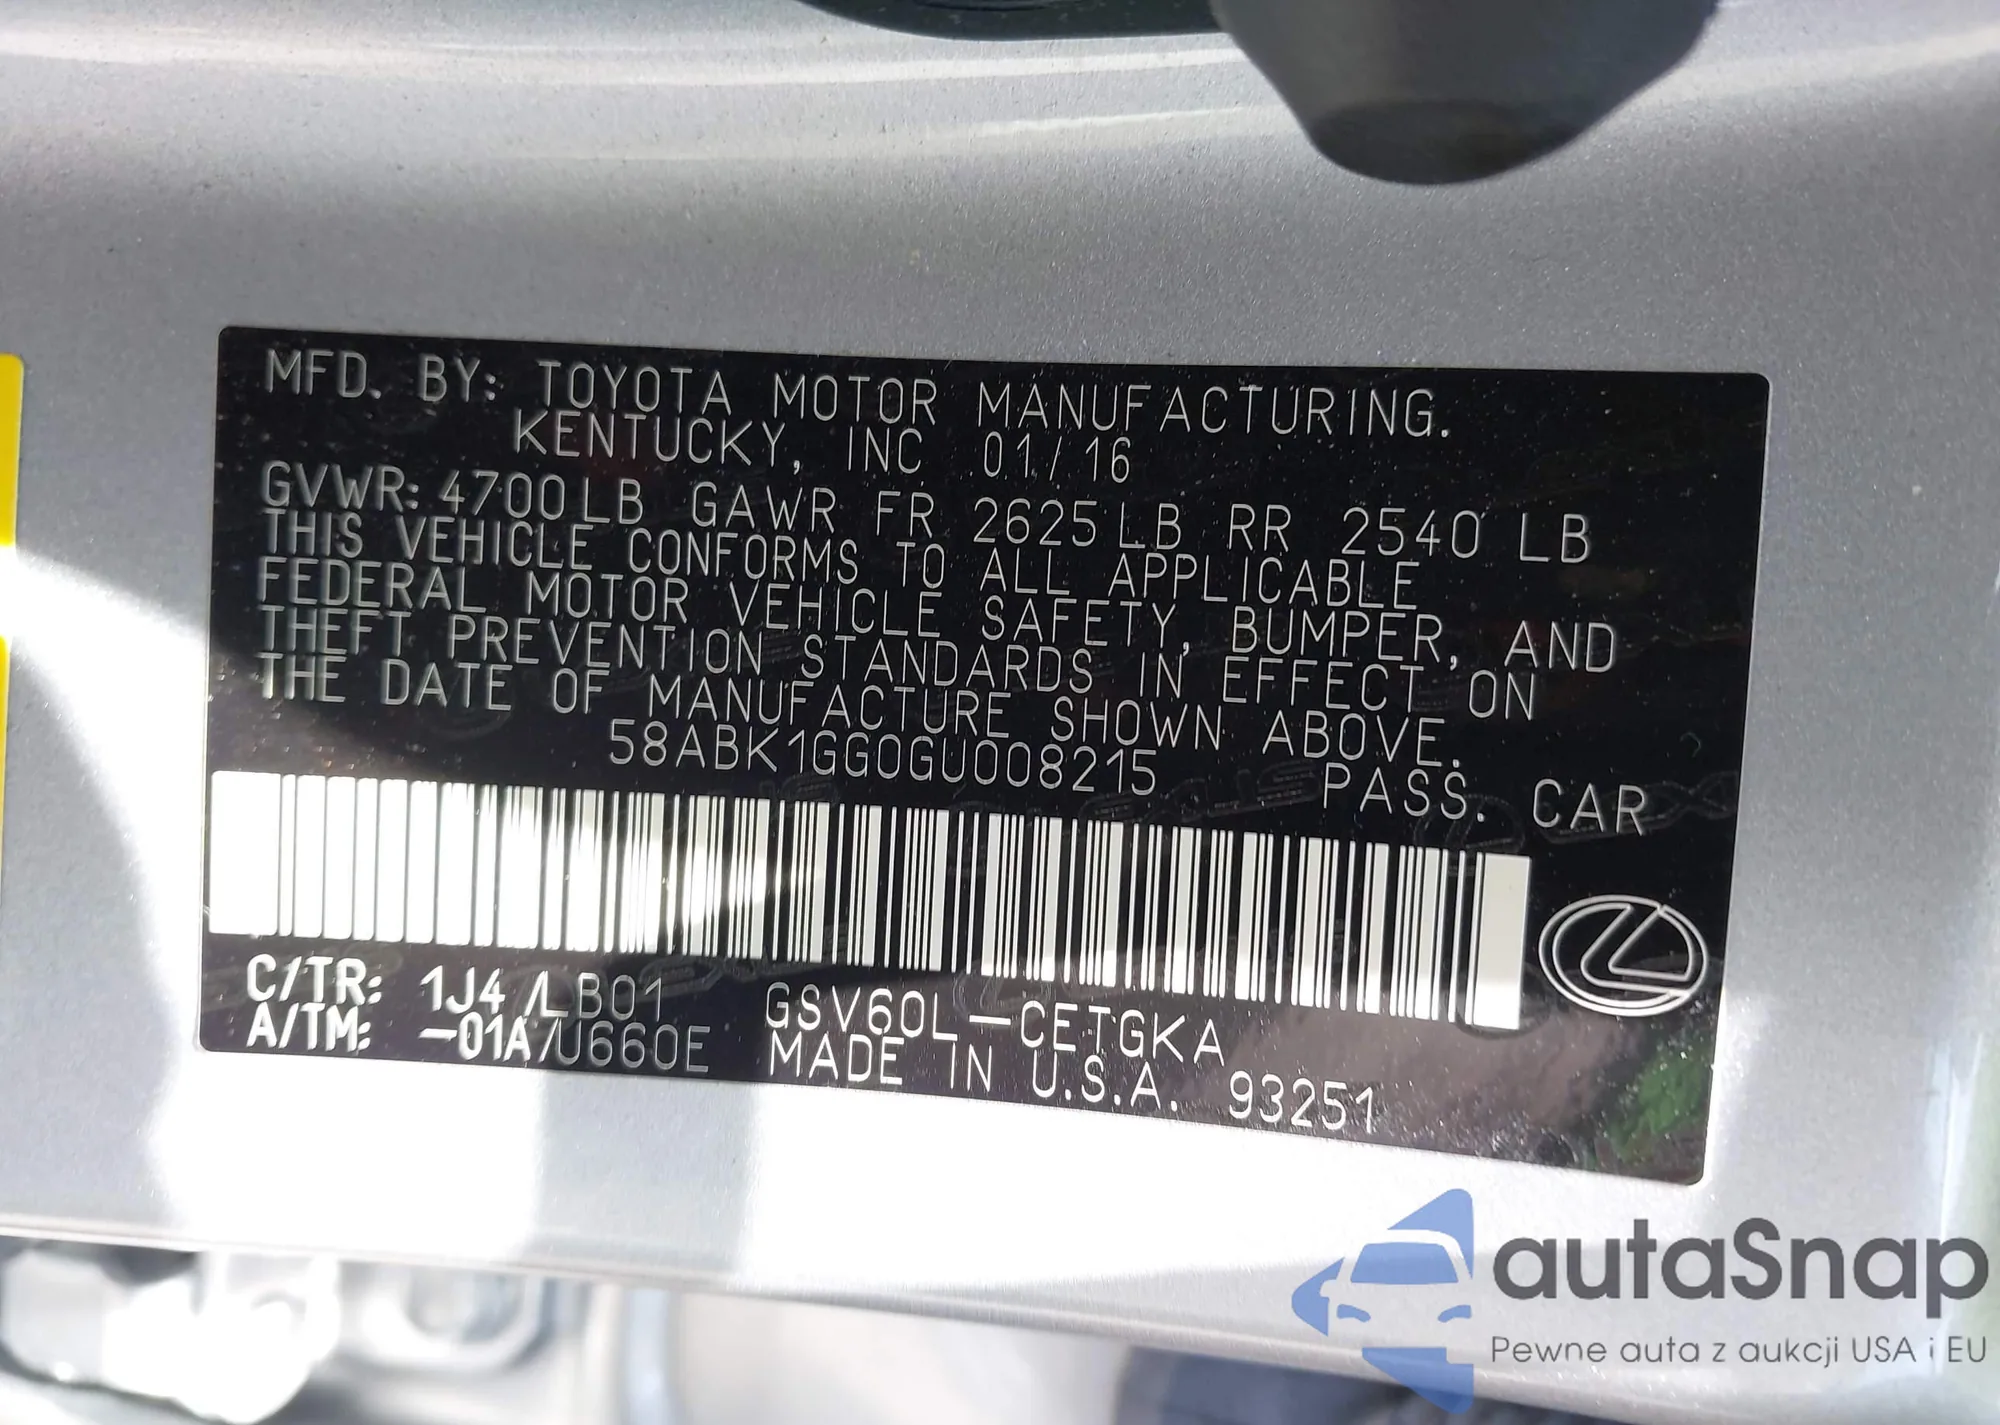 MFD. BY: TOYOTA MOTOR MANUFACTURING.
KENTUCKY, INC 01/16
GVWR: 4700LB GAWR FR 2625LB RR 2540 LB
THIS VEHICLE CONFORMS TO ALL APPLICABLE
FEDERAL MOTOR VEHICLE SAFETY, BUMPER, AND
THEFT PREVENTION STANDARDS IN EFFECT ON
THE DATE OF MANUFACTURE SHOWN ABOVE.
58ABK1GG0GU008215 PASS. CAR
C/TR: 1J4 /LB01 GSV60L-CETGKA
A/TM: -01A/U660E MADE IN U.S.A. 93251
autaSnap
Pewne auta z aukcji USA i EU